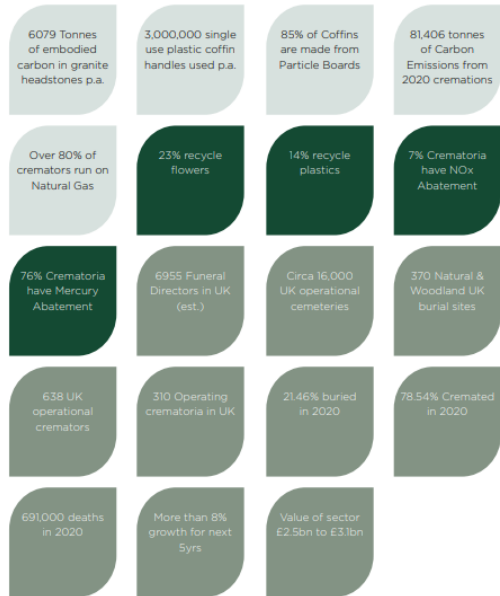 6079 Tonnes
of embodied
carbon in granite
headstones p.a.
3,000,000 single
use plastic coffin
handles used p.a.
85% of Coffins
are made from
Particle Boards
81,406 tonnes
of Carbon
Emissions from
2020 cremations
Over 80% of
cremators run on
Natural Gas
23% recycle
flowers
14% recycle
plastics
7% Crematoria
have NOx
Abatement
76% Crematoria
have Mercury
Abatement
6955 Funeral
Directors in UK
(est.)
Circa 16,000
UK operational
cemeteries
370 Natural &
Woodland UK
burial sites
638 UK
operational
cremators
310 Operating
crematoria in UK
21.46% buried
in 2020
78.54% Cremated
in 2020
691,000 deaths
in 2020
More than 8%
growth for next
5yrs
Value of sector
£2.5bn to £3.1bn